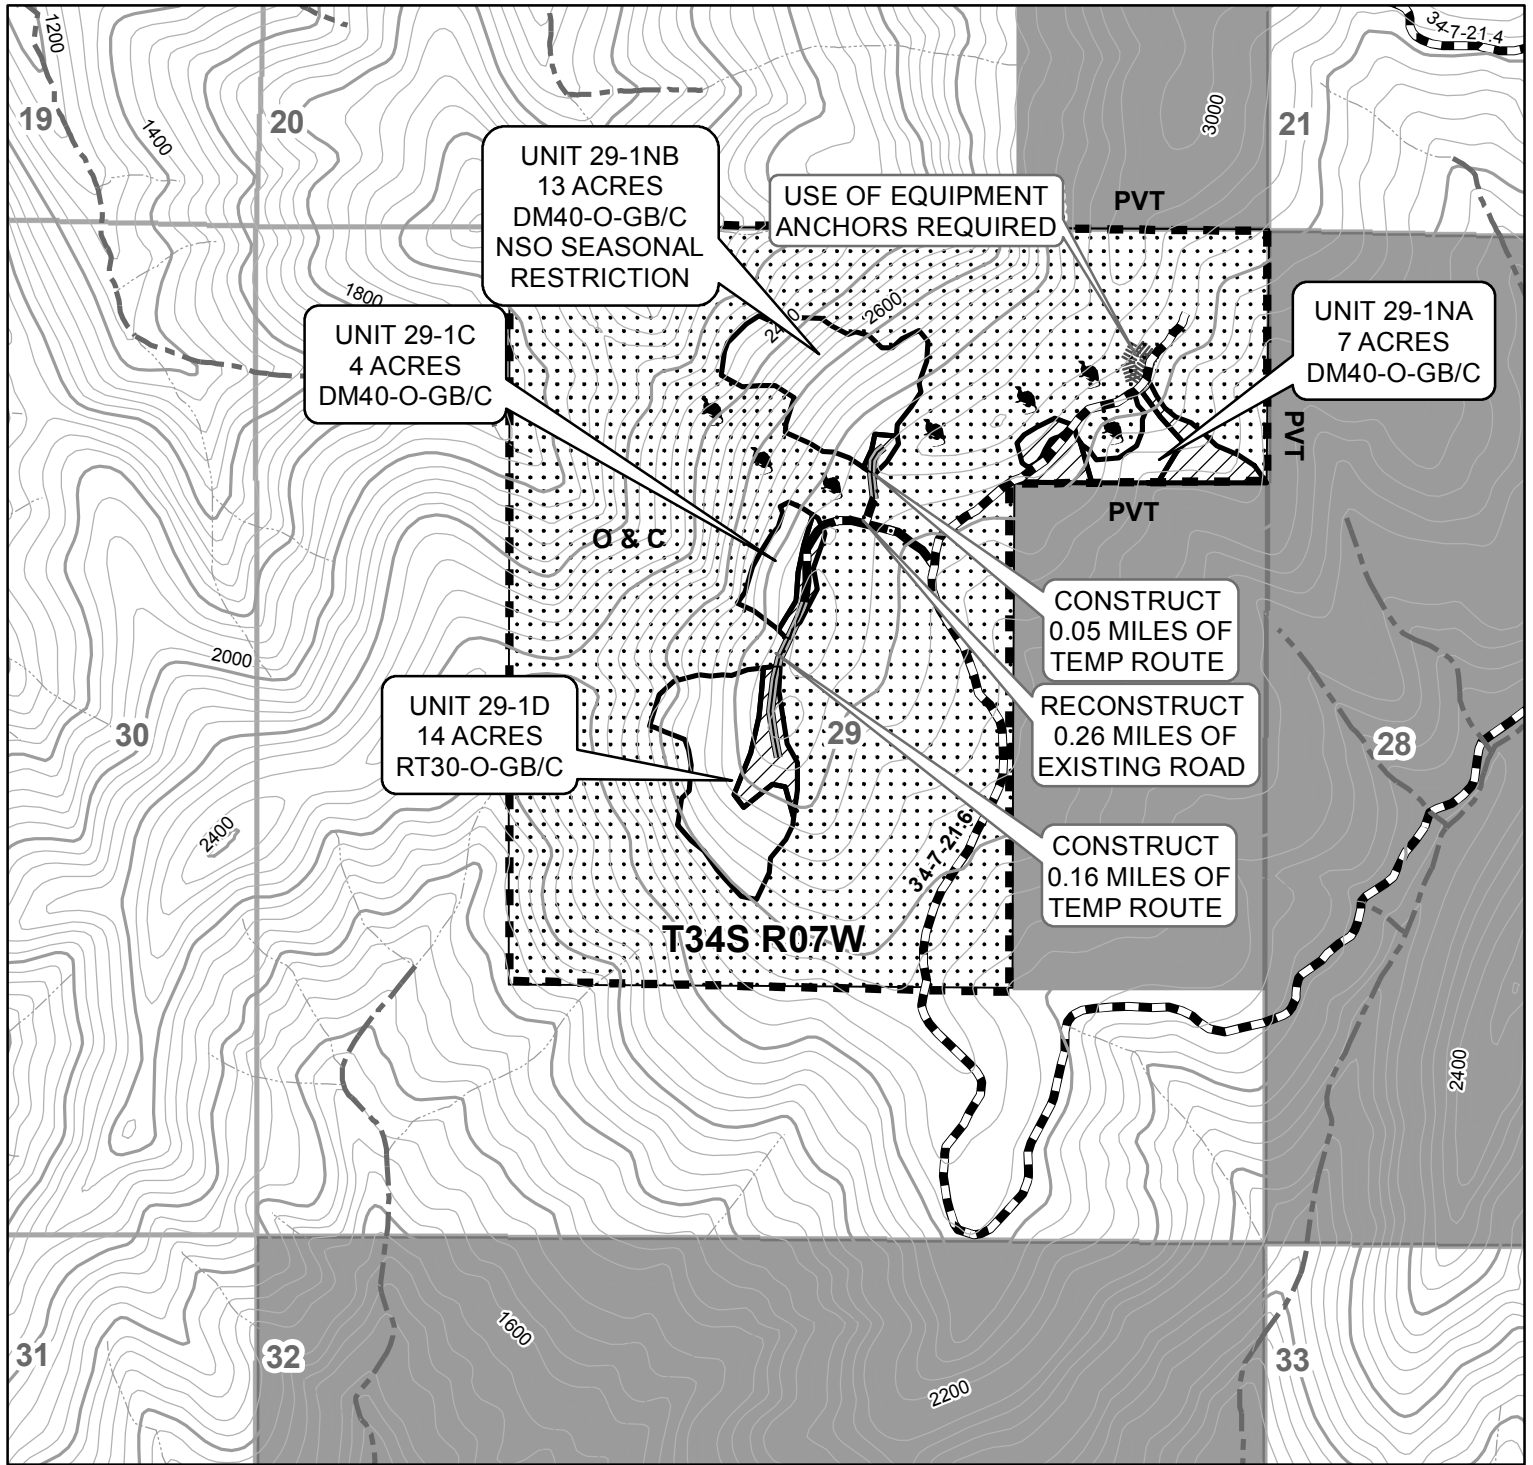 1200
34-7-21.4
19
20
1400
3000
21
UNIT 29-1NB
13 ACRES
DM40-O-GB/C
NSO SEASONAL
RESTRICTION
USE OF EQUIPMENT
ANCHORS REQUIRED
PVT
1800
2600
UNIT 29-1C
4 ACRES
DM40-O-GB/C
UNIT 29-1NA
7 ACRES
DM40-O-GB/C
PVT
PVT
O & C
CONSTRUCT
0.05 MILES OF
TEMP ROUTE
2000
UNIT 29-1D
14 ACRES
RT30-O-GB/C
RECONSTRUCT
0.26 MILES OF
EXISTING ROAD
30
29
28
2400
34-7-21.6
CONSTRUCT
0.16 MILES OF
TEMP ROUTE
T34S R07W
2400
1600
31
32
33
2200